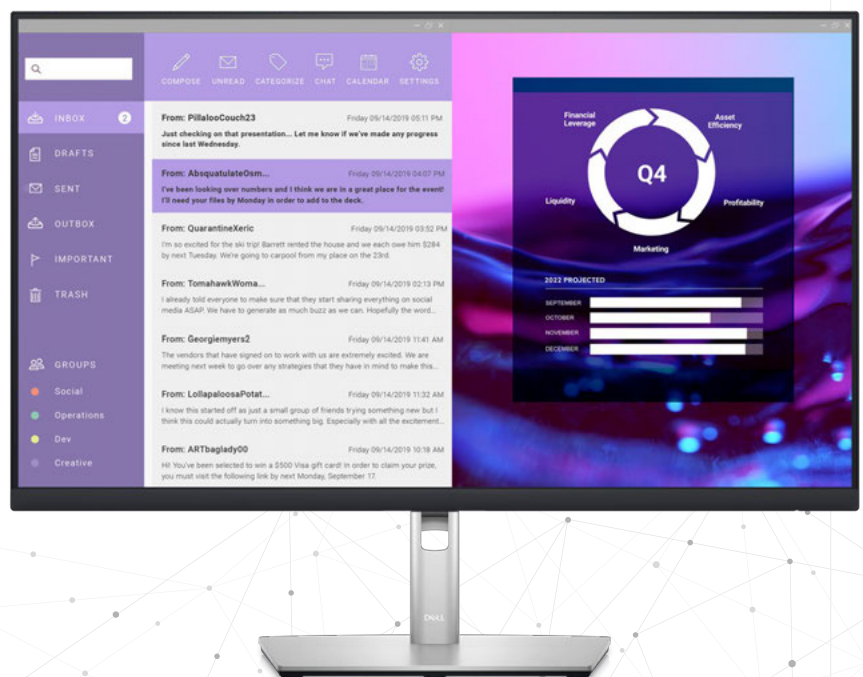 COMPOSE
UNREAD
CATEGORIZE
CHAT
CALENDAR
SETTINGS
INBOX
2
DRAFTS
SENT
OUTBOX
IMPORTANT
TRASH
GROUPS
Social
Operations
Dev
Creative
From: PillalooCouch23
Friday 09/14/2019 05:11 PM
Just checking on that presentation... Let me know if we've made any progress
since last Wednesday.
From: AbsquatulateOsm...
Friday 09/14/2019 04:07 PM
I've been looking over numbers and I think we are in a great place for the event!
I'll need your files by Monday in order to add to the deck.
From: QuarantineXeric
Friday 09/14/2019 03:52 PM
I'm so excited for the ski trip! Barrett rented the house and we each owe him $284
by next Tuesday. We're going to carpool from my place on the 23rd.
From: TomahawkWoma...
Friday 09/14/2019 02:13 PM
I already told everyone to make sure that they start sharing everything on social
media ASAP. We have to generate as much buzz as we can. Hopefully the word...
From: Georgiemyers2
Friday 09/14/2019 11:41 AM
The vendors that have signed on to work with us are extremely excited. We are
meeting next week to go over any strategies that they have in mind to make this...
From: LollapaloosaPotat...
Friday 09/14/2019 11:32 AM
I know this started off as just a small group of friends trying something new but I
think this could actually turn into something big. Especially with all the excitement...
From: ARTbaglady00
Friday 09/14/2019 10:18 AM
Hi! You've been selected to win a $500 Visa gift card! In order to claim your prize,
you must visit the following link by next Monday, September 17.
Financial
Leverage
Asset
Efficiency
Q4
Liquidity
Profitability
Marketing
2022 PROJECTED
SEPTEMBER
OCTOBER
NOVEMBER
DECEMBER
DELL